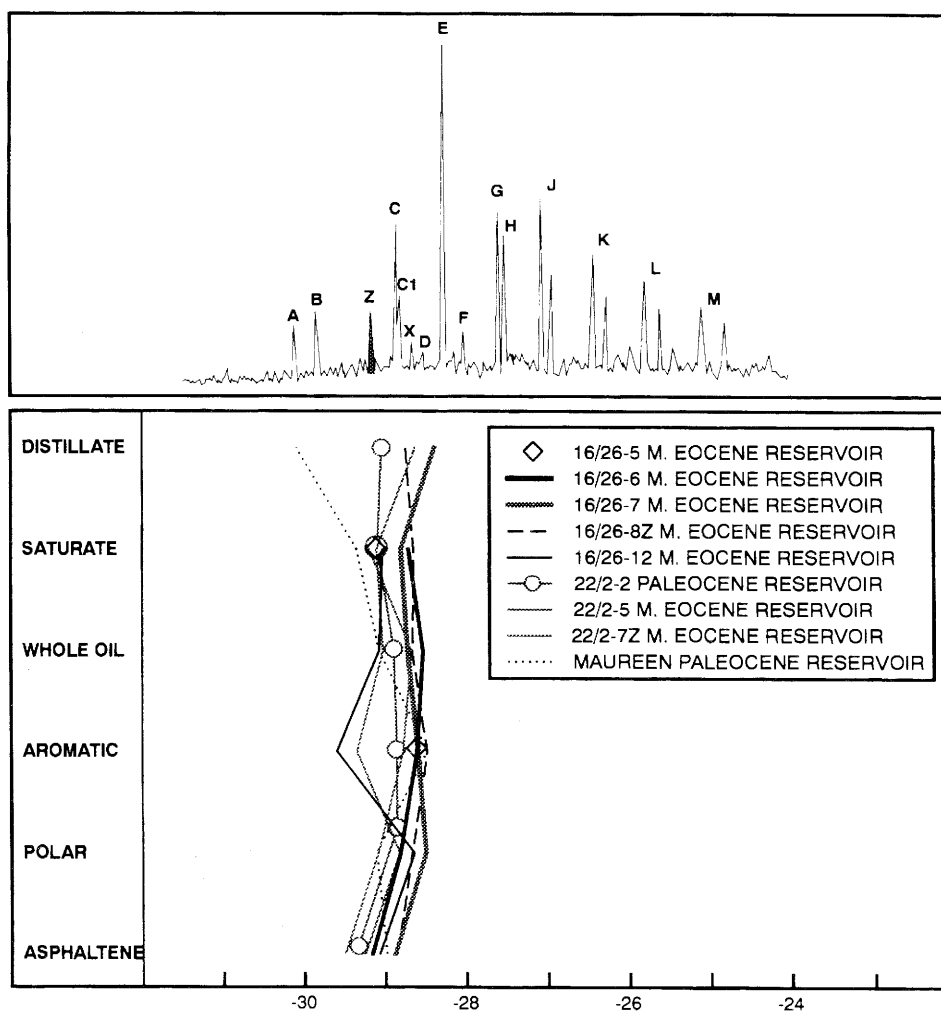 E
J
G
C
H
K
C1
L
Z
B
M
A
F
X
D
DISTILLATE
SATURATE
WHOLE OIL
AROMATIC
POLAR
ASPHALTENE
16/26-5 M. EOCENE RESERVOIR
16/26-6 M. EOCENE RESERVOIR
16/26-7 M. EOCENE RESERVOIR
16/26-8Z M. EOCENE RESERVOIR
16/26-12 M. EOCENE RESERVOIR
22/2-2 PALEOCENE RESERVOIR
22/2-5 M. EOCENE RESERVOIR
22/2-7Z M. EOCENE RESERVOIR
MAUREEN PALEOCENE RESERVOIR
-30 -28 -26 -24